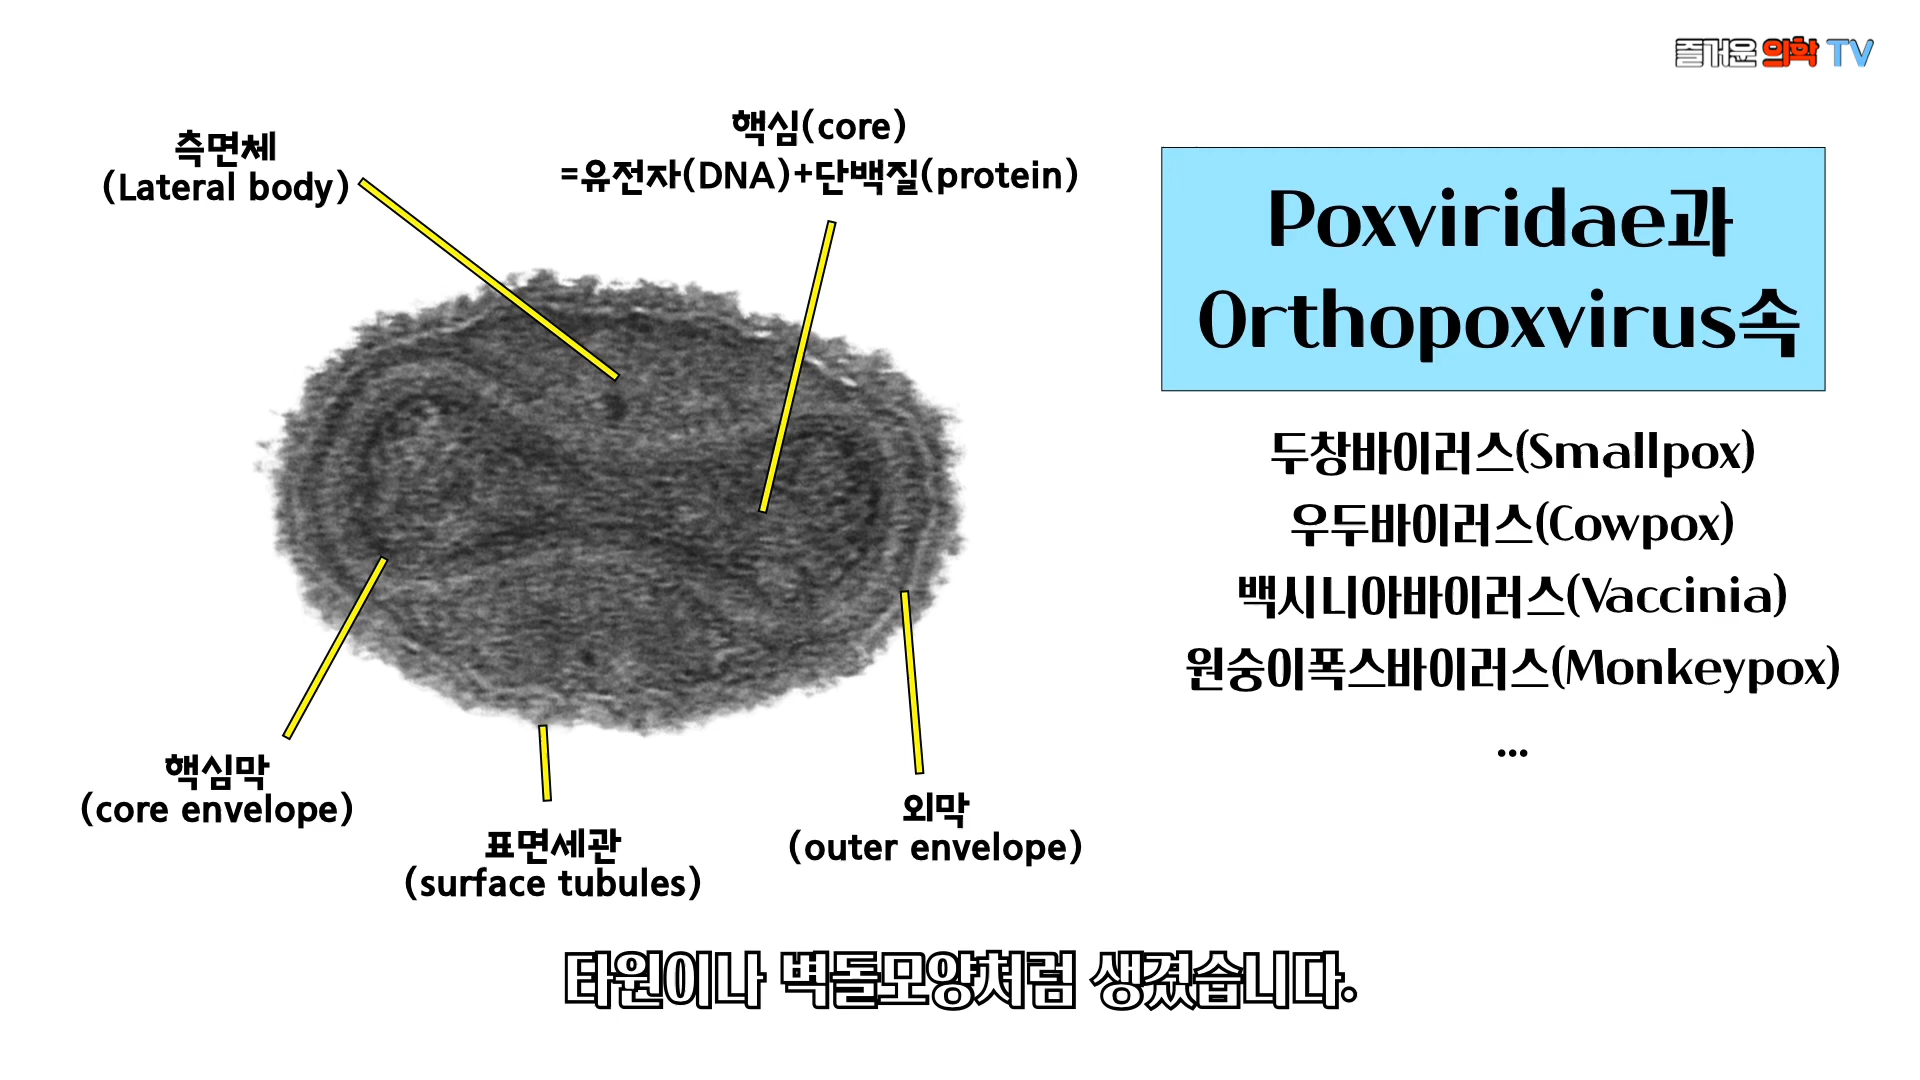 즐거운 의학 TV
측면체
(Lateral body)
핵심(core)
=유전자(DNA)+단백질(protein)
Poxviridae과
Orthopoxvirus속
두창바이러스(Smallpox)
우두바이러스(Cowpox)
백시니아바이러스(Vaccinia)
원숭이폭스바이러스(Monkeypox)
...
핵심막
(core envelope)
표면세관
(surface tubules)
외막
(outer envelope)
타원이나 벽돌모양처럼 생겼습니다.